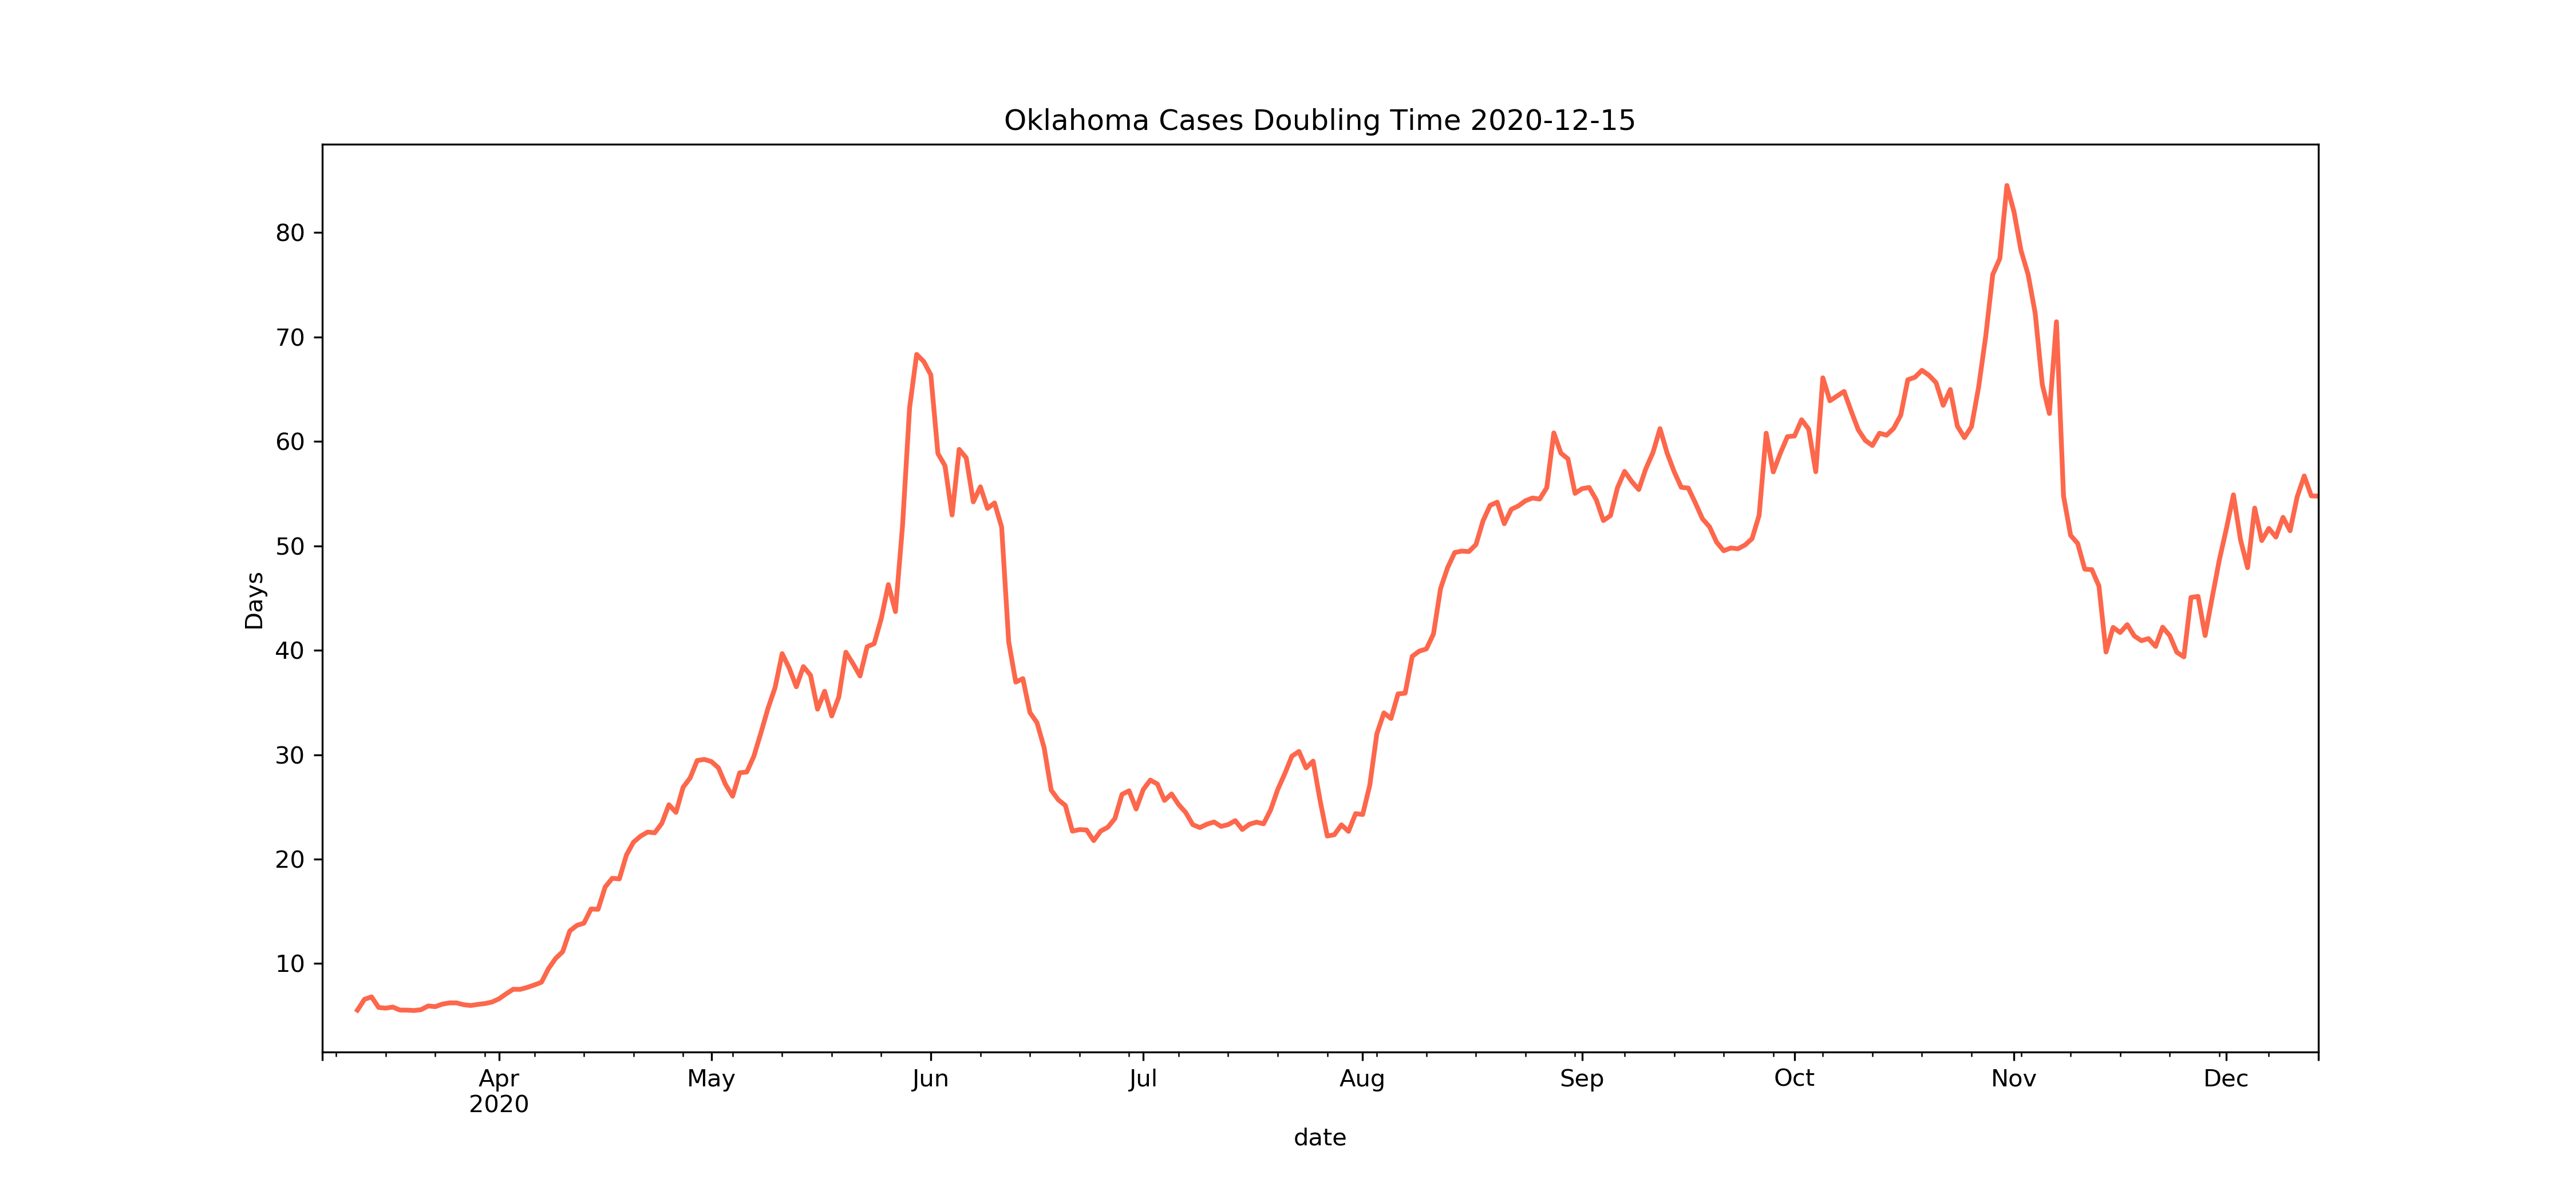 Oklahoma Cases Doubling Time 2020-12-15
Days
80
70
60
50
40
30
20
10
Apr May Jun Jul Aug Sep Oct Nov Dec
2020
date